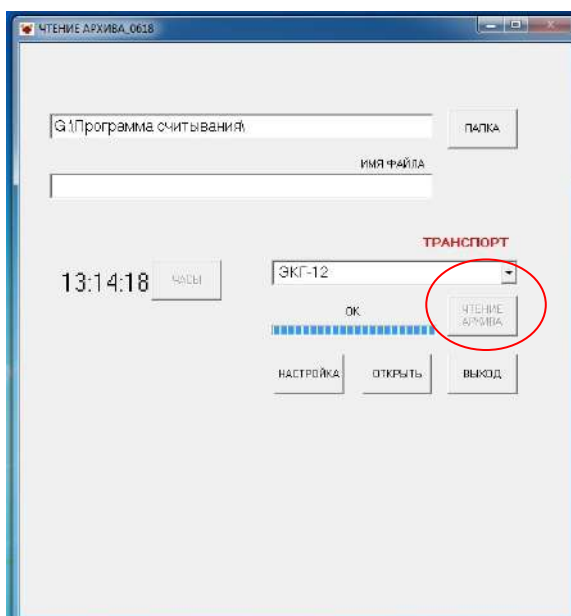 ЧТЕНИЕ АРХИВА_0618
G:\Программа считывания\
ПАПКА
ИМЯ ФАЙЛА
ТРАНСПОРТ
13:14:18
ЧАСЫ
ЭКГ-12
OK
ЧТЕНИЕ
АРХИВА
НАСТРОЙКА
ОТКРЫТЬ
ВЫХОД